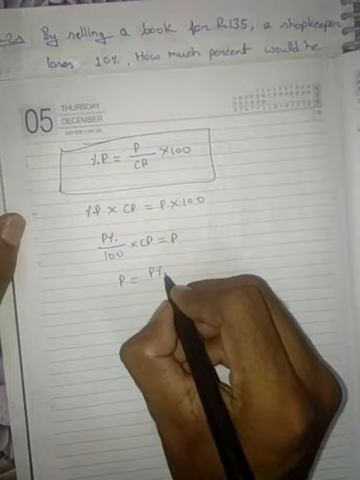 By selling a book for Rs135, a shopkeeper
loses 10%. How much percent would he
05
THURSDAY
DECEMBER
%P = P/CP × 100
%P × CP = P × 100
P%/100 × CP = P
P = P%